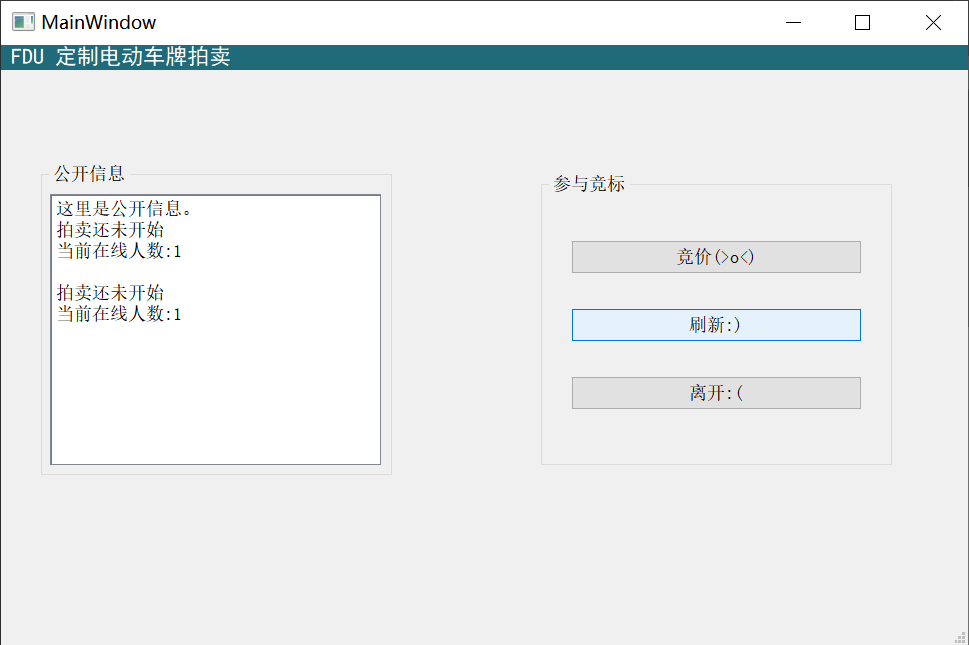 MainWindow
FDU 定制电动车牌拍卖
公开信息
这里是公开信息。
拍卖还未开始
当前在线人数:1
拍卖还未开始
当前在线人数:1
参与竞标
竞价(>o<)
刷新:)
离开:(